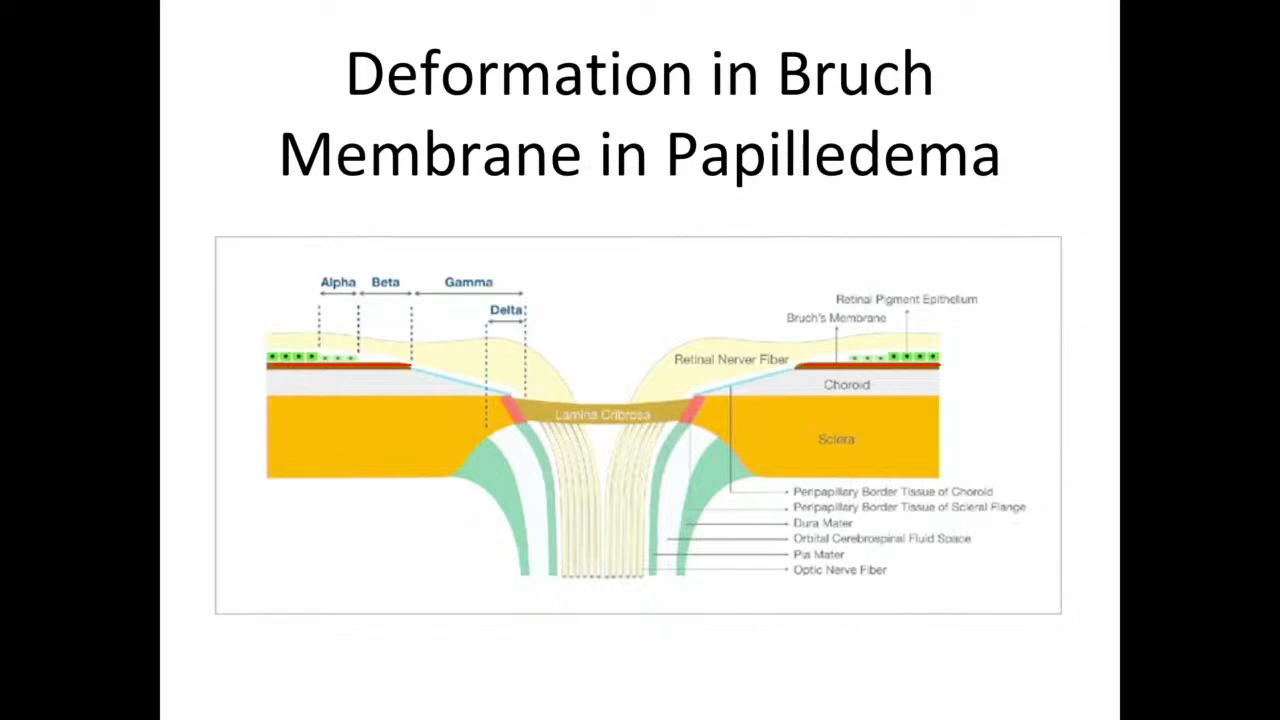 Deformation in Bruch
Membrane in Papilledema
Alpha
Beta
Gamma
Delta
Retinal Pigment Epithelium
Bruch's Membrane
Retinal Nerver Fiber
Choroid
Lamina Cribrosa
Sclera
Peripapillary Border Tissue of Choroid
Peripapillary Border Tissue of Scleral Flange
Dura Mater
Orbital Cerebrospinal Fluid Space
Pia Mater
Optic Nerve Fiber